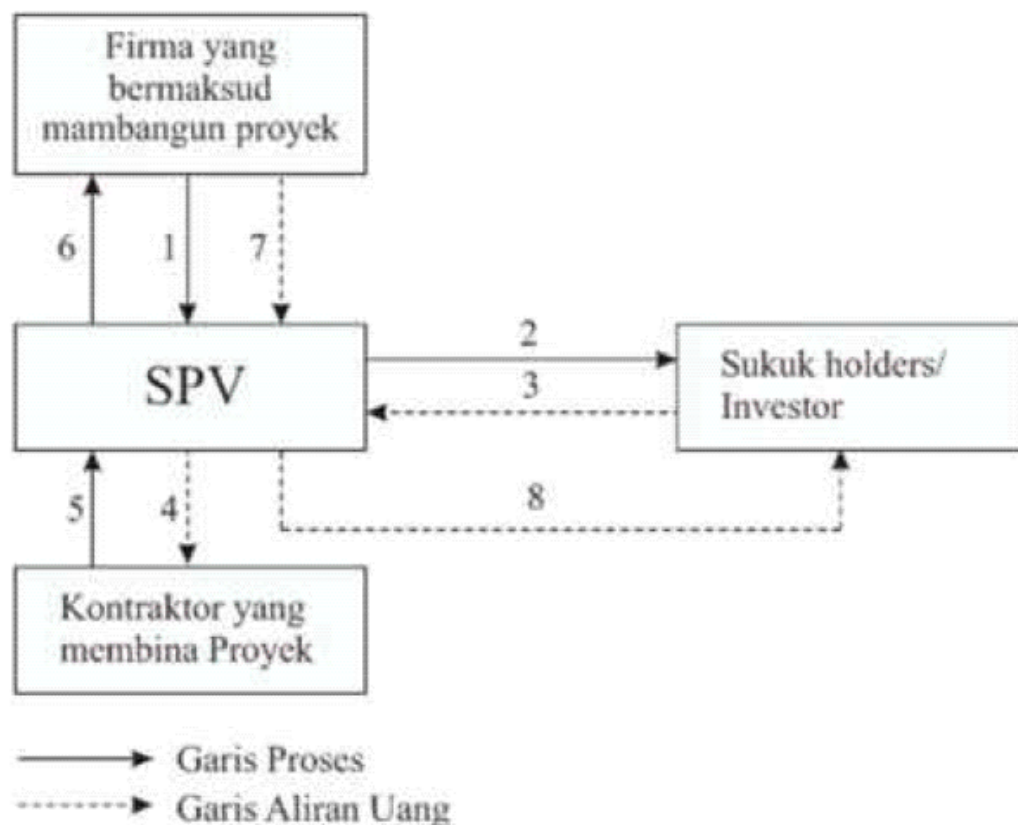 Firma yang
bermaksud
mambangun proyek
6
1
7
SPV
2
3
Sukuk holders/
Investor
5
4
8
Kontraktor yang
membina Proyek
Garis Proses
Garis Aliran Uang